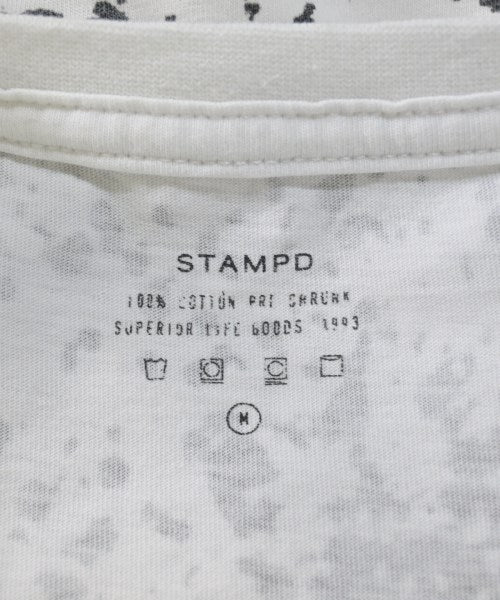 STAMPD
100% COTTON PRE SHRUNK
SUPERIOR LIFE GOODS 1993
M